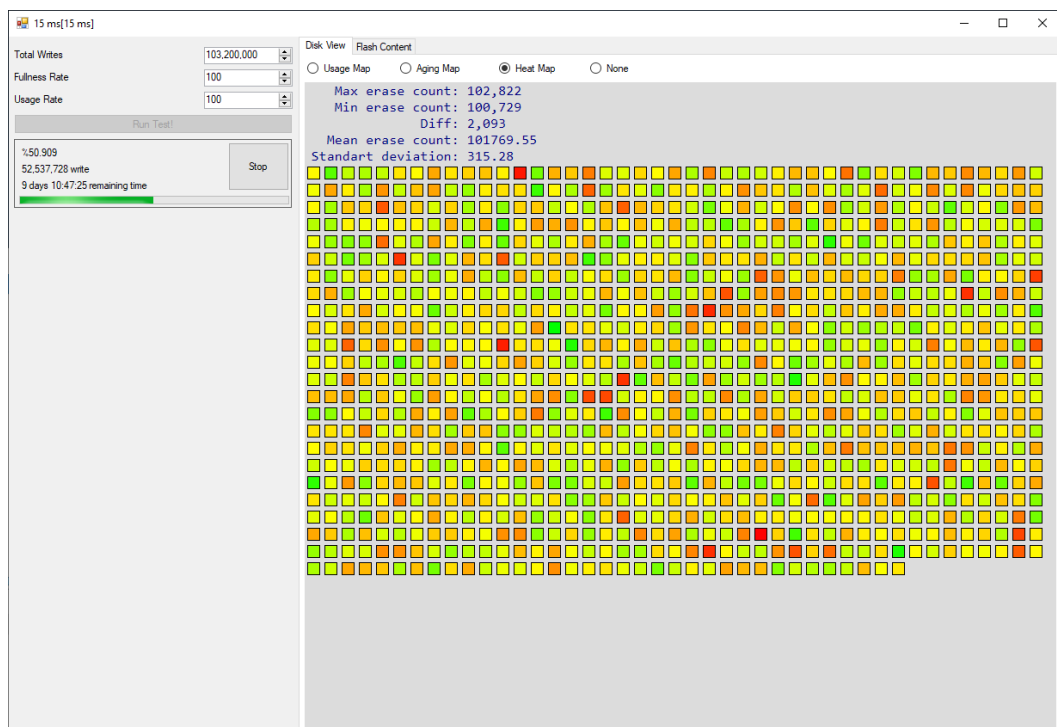 15 ms[15 ms]
Total Writes 103,200,000
Fullness Rate 100
Usage Rate 100
Run Test!
%50.909
52,537,728 write
9 days 10:47:25 remaining time
Stop
Disk View Flash Content
Usage Map Aging Map Heat Map None
Max erase count: 102,822
Min erase count: 100,729
Diff: 2,093
Mean erase count: 101769.55
Standart deviation: 315.28